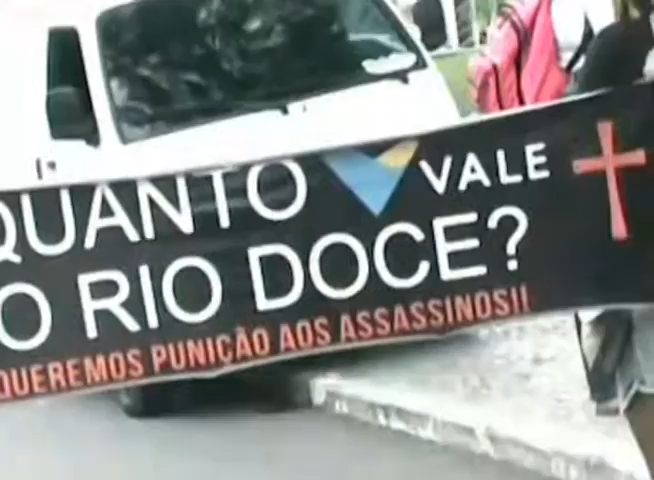 QUANTO VALE
O RIO DOCE?
QUEREMOS PUNIÇÃO AOS ASSASSINOS!!